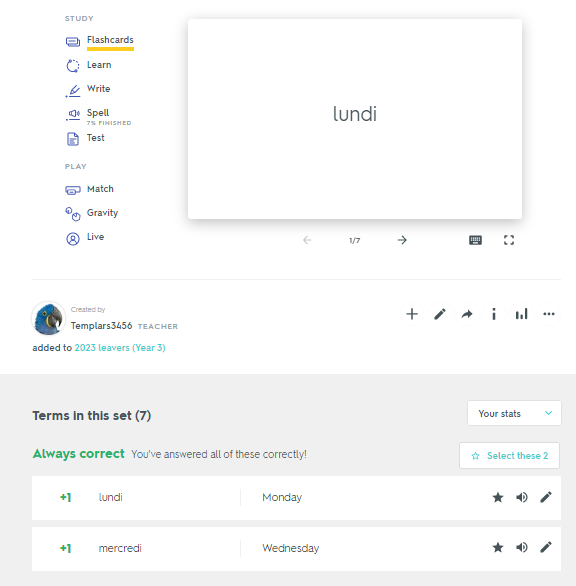 STUDY
Flashcards
Learn
Write
Spell
7% FINISHED
Test
PLAY
Match
Gravity
Live
lundi
1/7
Created by
Templars3456 TEACHER
added to 2023 leavers (Year 3)
Terms in this set (7)
Your stats
Always correct You've answered all of these correctly!
Select these 2
+1 lundi Monday
+1 mercredi Wednesday